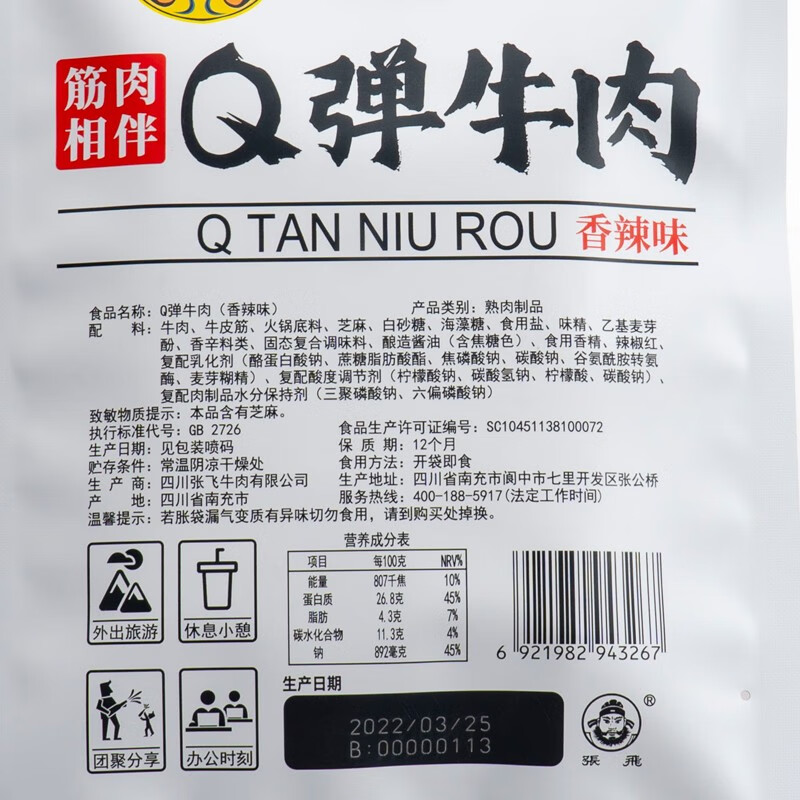 筋肉
相伴
Q弹牛肉
Q TAN NIU ROU 香辣味
食品名称: Q弹牛肉(香辣味) 产品类别: 熟肉制品
配 料: 牛肉、牛皮筋、火锅底料、芝麻、白砂糖、海藻糖、食用盐、味精、乙基麦芽
酚、香辛料类、固态复合调味料、酿造酱油(含焦糖色)、食用香精、辣椒红、
复配乳化剂(酪蛋白酸钠、蔗糖脂肪酸酯、焦磷酸钠、碳酸钠、谷氨酰胺转氨
酶、麦芽糊精)、复配酸度调节剂(柠檬酸钠、碳酸氢钠、柠檬酸、碳酸钠)、
复配肉制品水分保持剂(三聚磷酸钠、六偏磷酸钠)
致敏物质提示: 本品含有芝麻。
执行标准代号: GB 2726 食品生产许可证编号: SC10451138100072
生产日期: 见包装喷码 保 质 期: 12个月
贮存条件: 常温阴凉干燥处 食用方法: 开袋即食
生 产 商: 四川张飞牛肉有限公司 生产地址: 四川省南充市阆中市七里开发区张公桥
产 地: 四川省南充市 服务热线: 400-188-5917(法定工作时间)
温馨提示: 若胀袋漏气变质有异味切勿食用, 请到购买处掉换。
营养成分表
项目 每100克 NRV%
能量 807千焦 10%
蛋白质 26.8克 45%
脂肪 4.3克 7%
碳水化合物 11.3克 4%
钠 892毫克 45%
外出旅游 休息小憩
6 921982 943267
团聚分享 办公时刻
生产日期
2022/03/25
B:00000113
®
張 飛